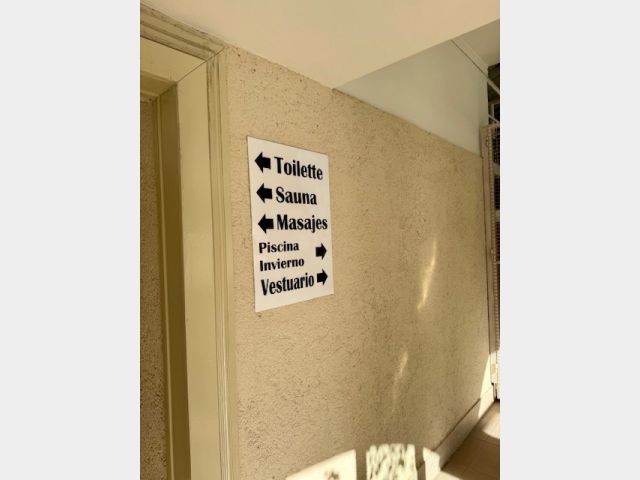 Toilette
Sauna
Masajes
Piscina
Invierno
Vestuario